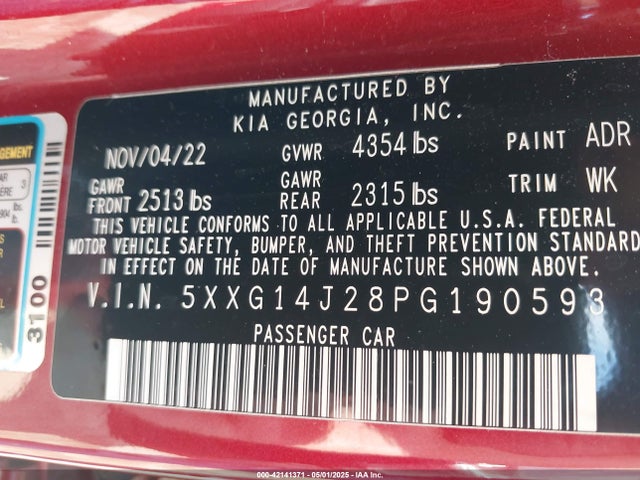 MANUFACTURED BY
KIA GEORGIA, INC.
NOV/04/22 GVWR 4354 lbs PAINT ADR
GAWR FRONT 2513 lbs GAWR REAR 2315 lbs TRIM WK
THIS VEHICLE CONFORMS TO ALL APPLICABLE U.S.A. FEDERAL
MOTOR VEHICLE SAFETY, BUMPER, AND THEFT PREVENTION STANDARD
IN EFFECT ON THE DATE OF MANUFACTURE SHOWN ABOVE.
V.I.N. 5XXG14J28PG190593
PASSENGER CAR
3100
000-42141371 - 05/01/2025 - IAA Inc.